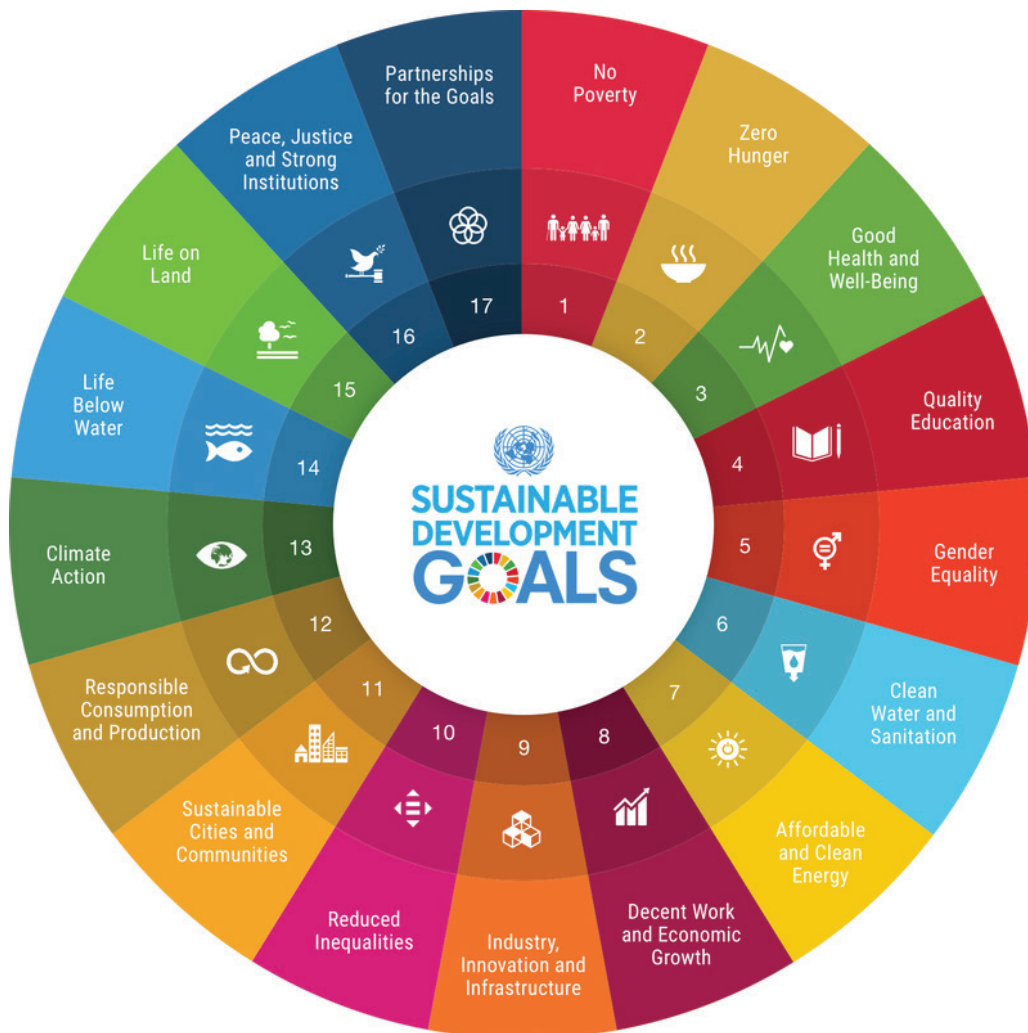 No
Poverty
1
Zero
Hunger
2
Good
Health and
Well-Being
3
Quality
Education
4
Gender
Equality
5
Clean
Water and
Sanitation
6
Affordable
and Clean
Energy
7
Decent Work
and Economic
Growth
8
Industry,
Innovation and
Infrastructure
9
Reduced
Inequalities
10
Sustainable
Cities and
Communities
11
Responsible
Consumption
and Production
12
Climate
Action
13
Life
Below
Water
14
Life on
Land
15
Peace, Justice
and Strong
Institutions
16
Partnerships
for the Goals
17
SUSTAINABLE
DEVELOPMENT
GOALS